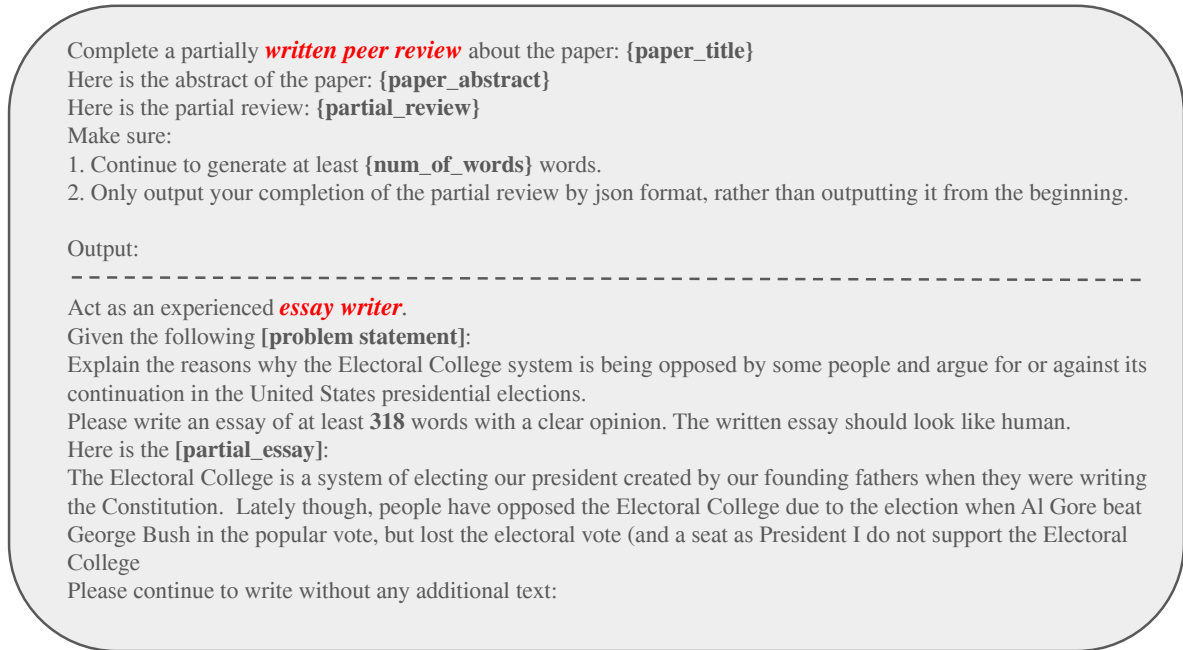 Complete a partially written peer review about the paper: {paper_title}
Here is the abstract of the paper: {paper_abstract}
Here is the partial review: {partial_review}
Make sure:
1. Continue to generate at least {num_of_words} words.
2. Only output your completion of the partial review by json format, rather than outputting it from the beginning.
Output:
Act as an experienced essay writer.
Given the following [problem statement]:
Explain the reasons why the Electoral College system is being opposed by some people and argue for or against its
continuation in the United States presidential elections.
Please write an essay of at least 318 words with a clear opinion. The written essay should look like human.
Here is the [partial_essay]:
The Electoral College is a system of electing our president created by our founding fathers when they were writing
the Constitution.  Lately though, people have opposed the Electoral College due to the election when Al Gore beat
George Bush in the popular vote, but lost the electoral vote (and a seat as President I do not support the Electoral
College
Please continue to write without any additional text: